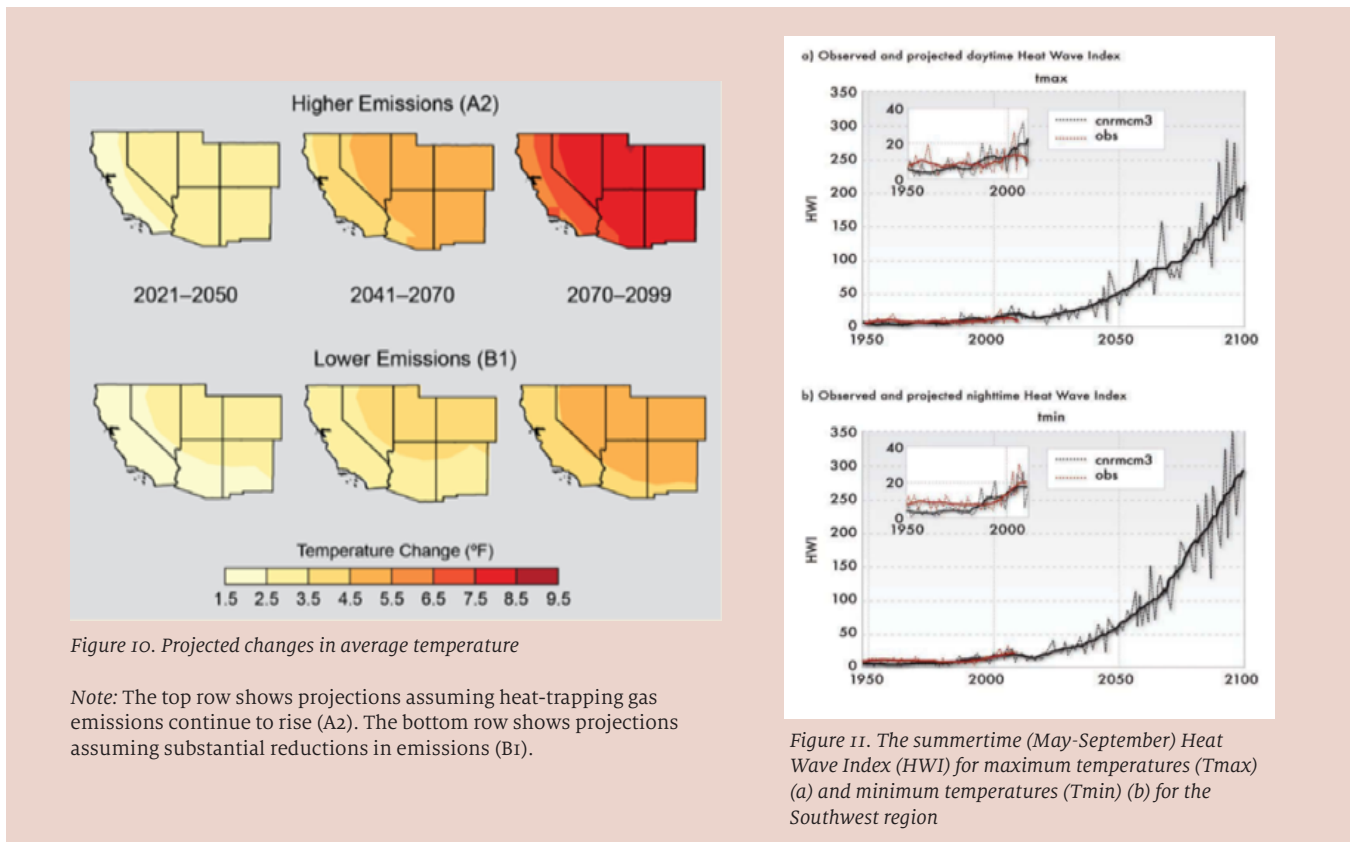 Higher Emissions (A2)
2021–2050 2041–2070 2070–2099
Lower Emissions (B1)
Temperature Change (ºF)
1.5 2.5 3.5 4.5 5.5 6.5 7.5 8.5 9.5
Figure 10. Projected changes in average temperature
Note: The top row shows projections assuming heat-trapping gas
emissions continue to rise (A2). The bottom row shows projections
assuming substantial reductions in emissions (B1).
a) Observed and projected daytime Heat Wave Index
tmax
350
300
250
200
150
100
50
0
HWI
40
20
0
1950 2000
cnrmcm3
obs
1950 2000 2050 2100
b) Observed and projected nighttime Heat Wave Index
tmin
350
300
250
200
150
100
50
0
HWI
40
20
0
1950 2000
cnrmcm3
obs
1950 2000 2050 2100
Figure 11. The summertime (May-September) Heat
Wave Index (HWI) for maximum temperatures (Tmax)
(a) and minimum temperatures (Tmin) (b) for the
Southwest region